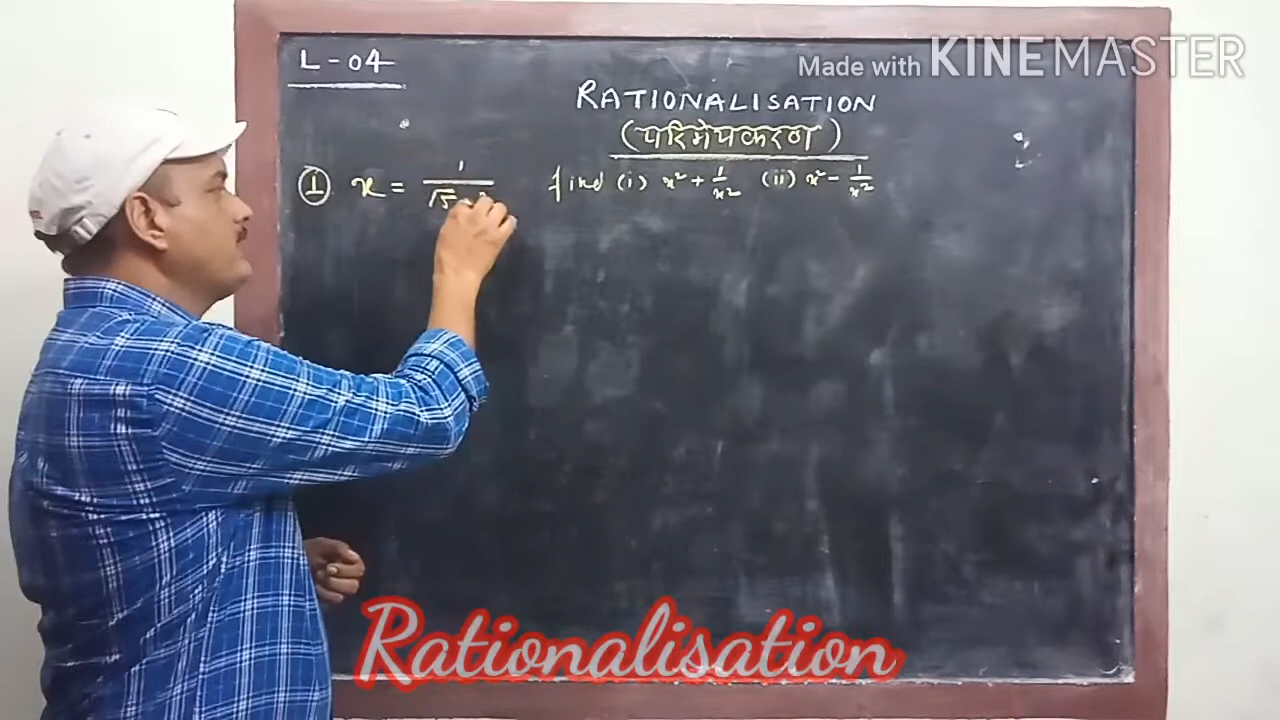 L-04
Made with KINEMASTER
RATIONALISATION
(परिमेयकरण)
① x = 1/√5 find (i) x² + 1/x² (ii) x² - 1/x²
Rationalisation